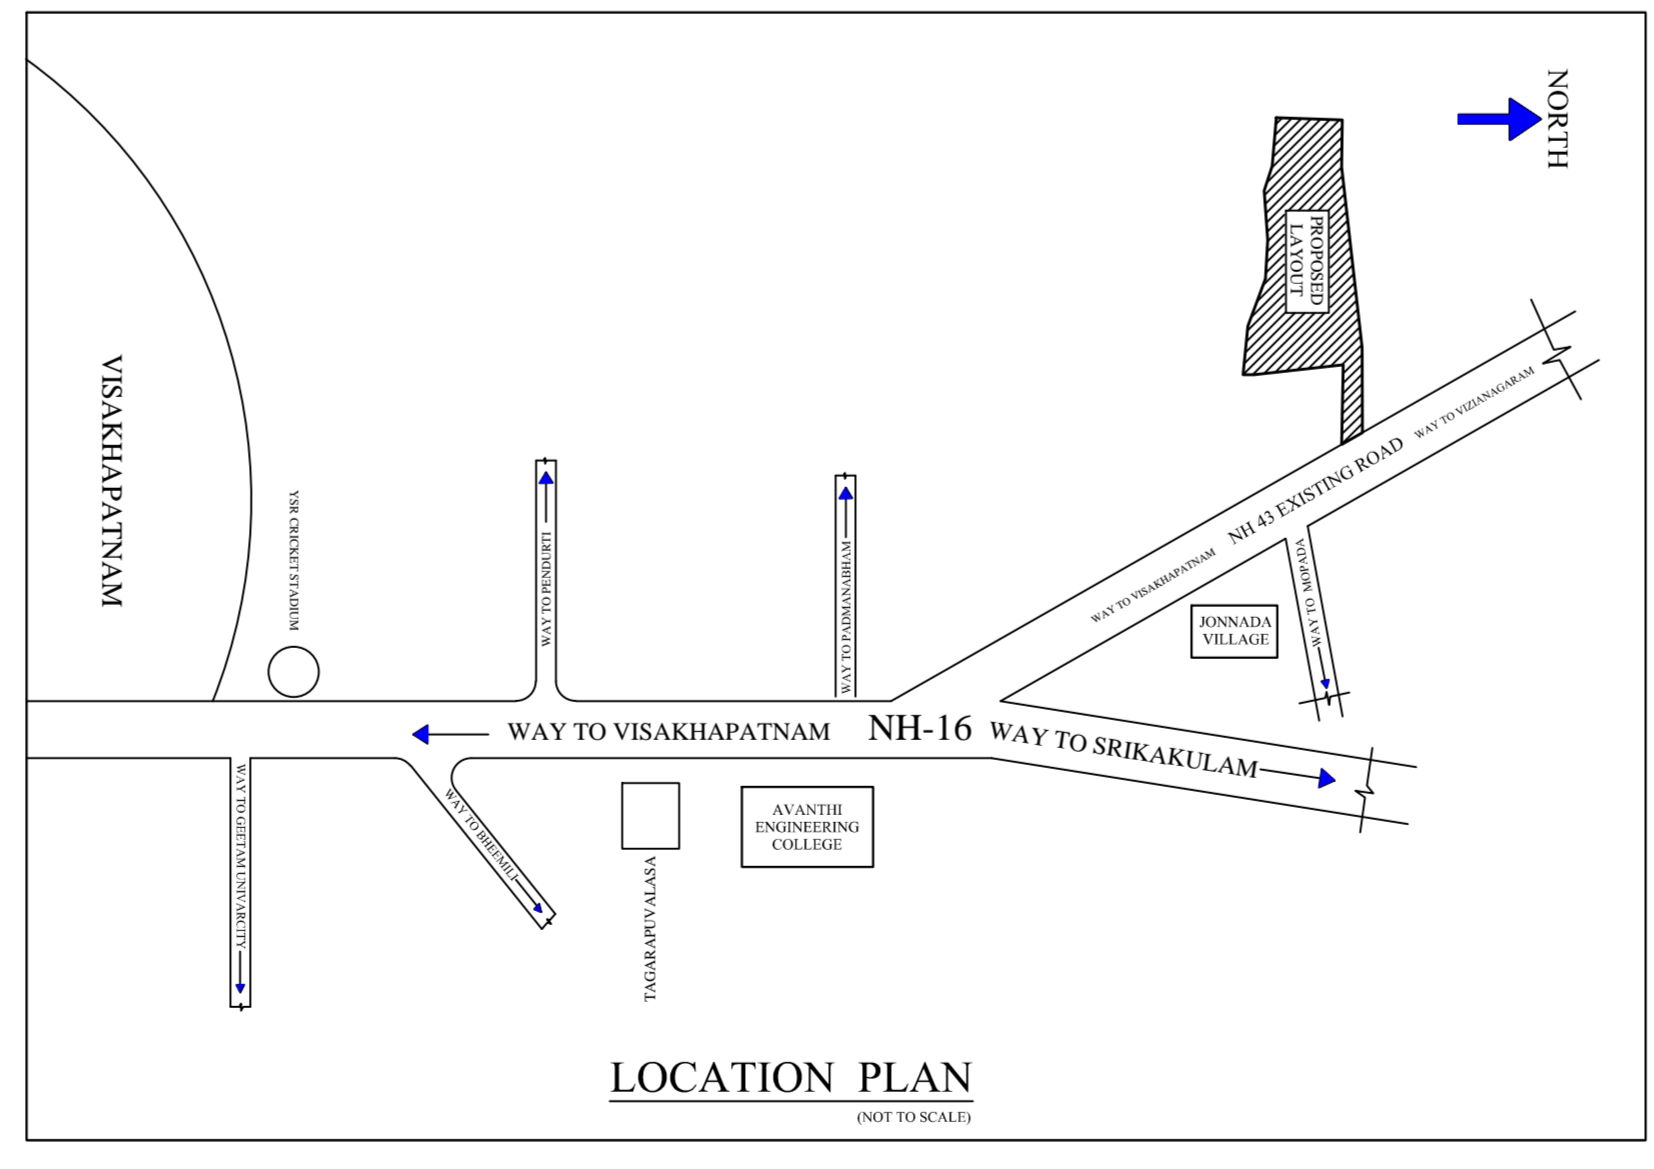 NORTH
PROPOSED
LAYOUT
VISAKHAPATNAM
YSR CRICKET STADIUM
WAY TO PENDURTI
WAY TO PADMANABHAM
WAY TO VISAKHAPATNAM
NH 43 EXISTING ROAD
WAY TO VIZIANAGARAM
WAY TO MOPADA
JONNADA
VILLAGE
WAY TO VISAKHAPATNAM
NH-16
WAY TO SRIKAKULAM
WAY TO GEETAM UNIVARCITY
WAY TO BHEEMILI
TAGARAPUVALASA
AVANTHI
ENGINEERING
COLLEGE
LOCATION PLAN
(NOT TO SCALE)